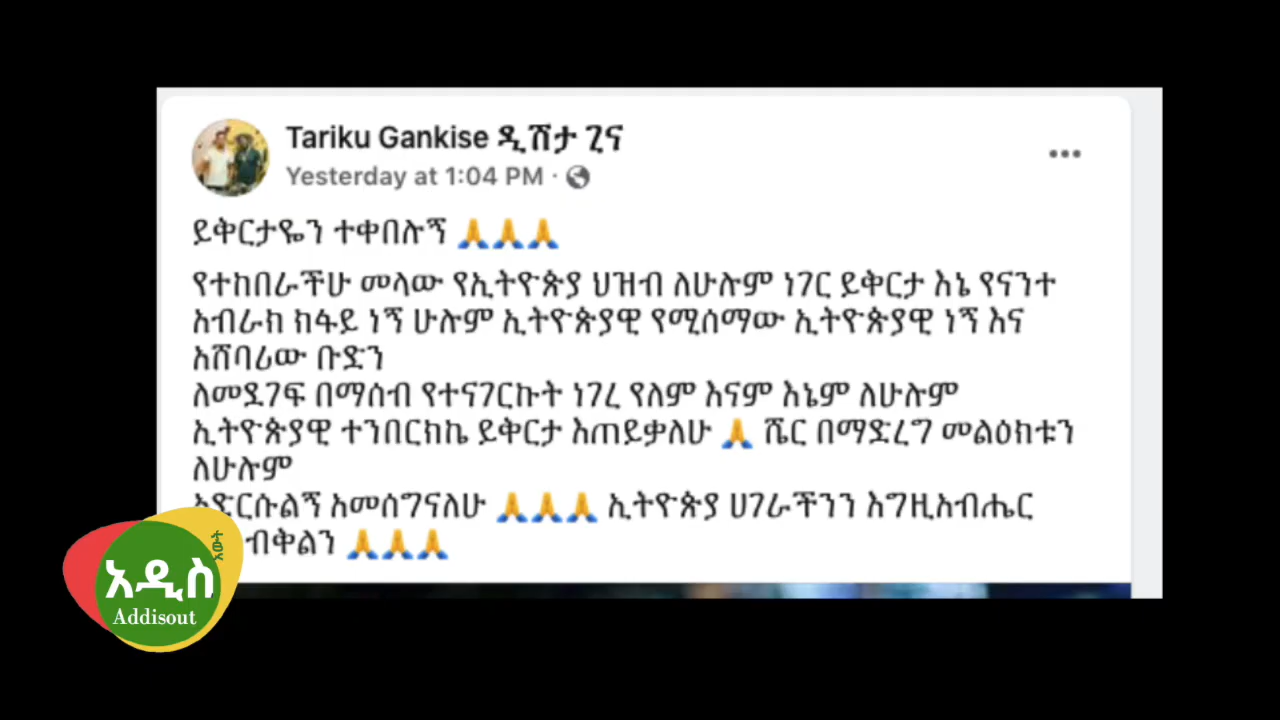 Tariku Gankise ዲሽታ ጊና
Yesterday at 1:04 PM ·
ይቅርታዬን ተቀበሉኝ 🙏🙏🙏
የተከበራችሁ መላው የኢትዮጵያ ህዝብ ለሁሉም ነገር ይቅርታ እኔ የናንተ
አብራክ ክፋይ ነኝ ሁሉም ኢትዮጵያዊ የሚሰማው ኢትዮጵያዊ ነኝ እና
አሸባሪው ቡድን
ለመደገፍ በማሰብ የተናገርኩት ነገረ የለም እናም እኔም ለሁሉም
ኢትዮጵያዊ ተንበርክኬ ይቅርታ እጠይቃለሁ 🙏 ሼር በማድረግ መልዕክቱን
ለሁሉም
አድርሱልኝ አመሰግናለሁ 🙏🙏🙏 ኢትዮጵያ ሀገራችንን እግዚአብሔር
🙏🙏🙏
አዲስ
Addisout